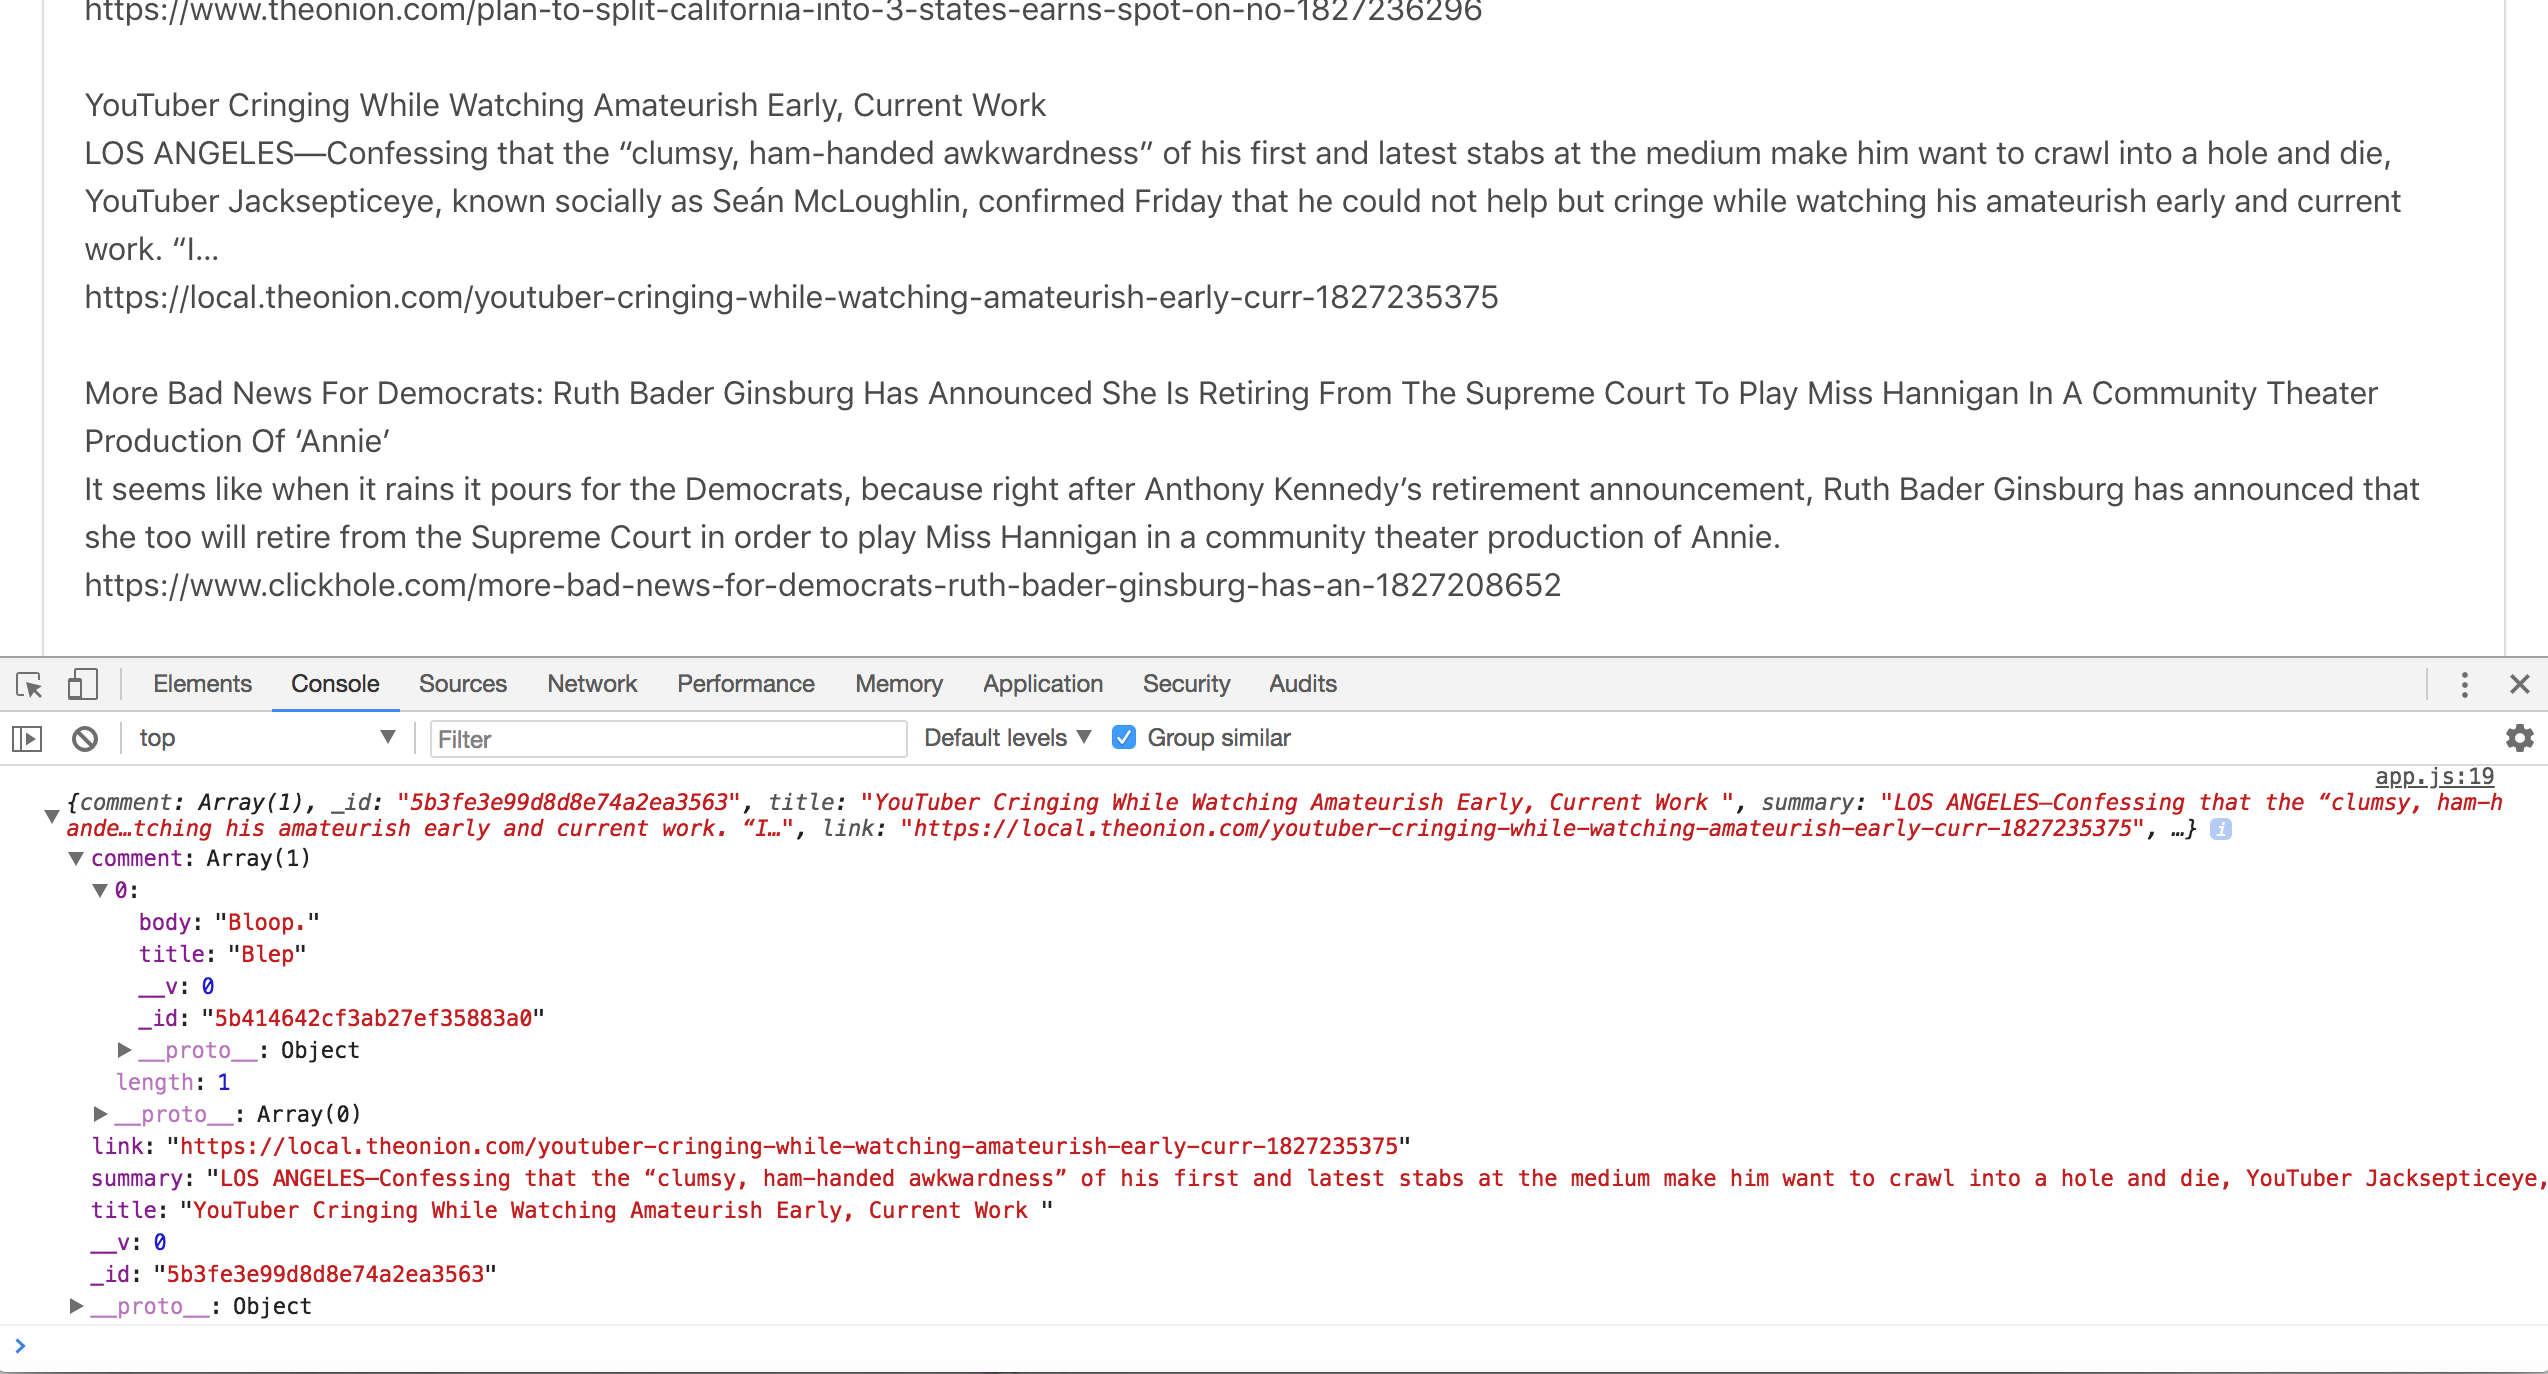 https://www.theonion.com/plan-to-split-california-into-3-states-earns-spot-on-no-1827236296
YouTuber Cringing While Watching Amateurish Early, Current Work
LOS ANGELES—Confessing that the “clumsy, ham-handed awkwardness” of his first and latest stabs at the medium make him want to crawl into a hole and die,
YouTuber Jacksepticeye, known socially as Seán McLoughlin, confirmed Friday that he could not help but cringe while watching his amateurish early and current
work. “I...
https://local.theonion.com/youtuber-cringing-while-watching-amateurish-early-curr-1827235375
More Bad News For Democrats: Ruth Bader Ginsburg Has Announced She Is Retiring From The Supreme Court To Play Miss Hannigan In A Community Theater
Production Of ‘Annie’
It seems like when it rains it pours for the Democrats, because right after Anthony Kennedy’s retirement announcement, Ruth Bader Ginsburg has announced that
she too will retire from the Supreme Court in order to play Miss Hannigan in a community theater production of Annie.
https://www.clickhole.com/more-bad-news-for-democrats-ruth-bader-ginsburg-has-an-1827208652
Elements Console Sources Network Performance Memory Application Security Audits
top Filter Default levels Group similar
app.js:19
{comment: Array(1), _id: "5b3fe3e99d8d8e74a2ea3563", title: "YouTuber Cringing While Watching Amateurish Early, Current Work ", summary: "LOS ANGELES—Confessing that the “clumsy, ham-h
ande…tching his amateurish early and current work. “I…", link: "https://local.theonion.com/youtuber-cringing-while-watching-amateurish-early-curr-1827235375", …} i
comment: Array(1)
0:
body: "Bloop."
title: "Blep"
__v: 0
_id: "5b414642cf3ab27ef35883a0"
__proto__: Object
length: 1
__proto__: Array(0)
link: "https://local.theonion.com/youtuber-cringing-while-watching-amateurish-early-curr-1827235375"
summary: "LOS ANGELES—Confessing that the “clumsy, ham-handed awkwardness” of his first and latest stabs at the medium make him want to crawl into a hole and die, YouTuber Jacksepticeye,
title: "YouTuber Cringing While Watching Amateurish Early, Current Work "
__v: 0
_id: "5b3fe3e99d8d8e74a2ea3563"
__proto__: Object